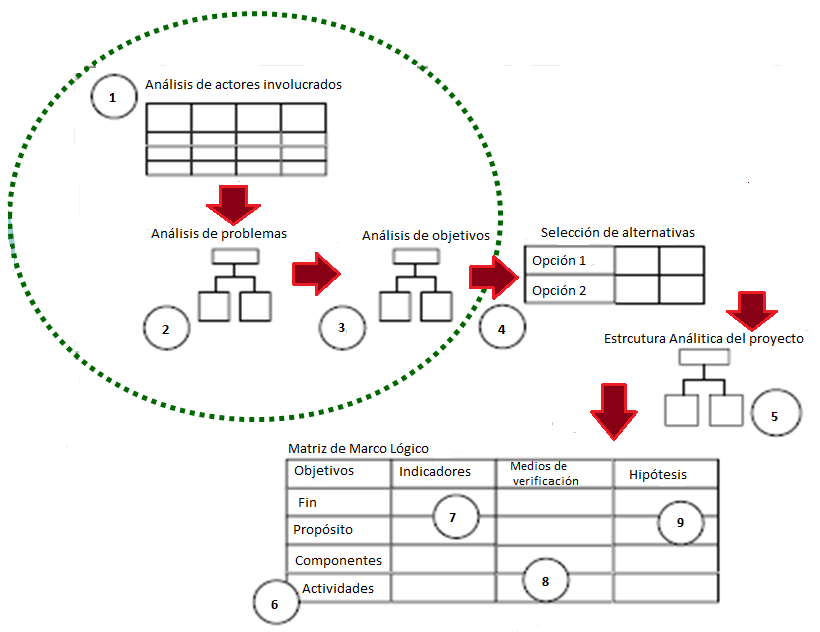 1
Análisis de actores involucrados
Análisis de problemas
2
Análisis de objetivos
3
Selección de alternativas
Opción 1
Opción 2
4
Estrcutura Análitica del proyecto
5
Matriz de Marco Lógico
Objetivos
Indicadores
Medios de
verificación
Hipótesis
Fin
Propósito
Componentes
Actividades
6
7
8
9